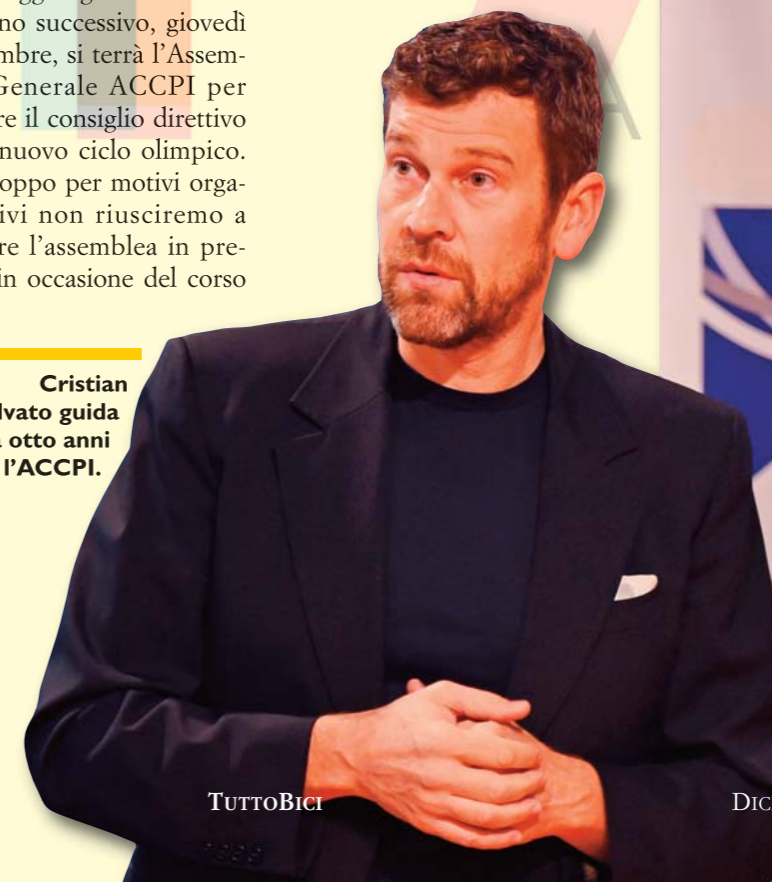 no successivo, giovedì
mbre, si terrà l’Assem-
Generale ACCPI per
re il consiglio direttivo
nuovo ciclo olimpico.
oppo per motivi orga-
ivi non riusciremo a
re l’assemblea in pre-
in occasione del corso
Cristian
lvato guida
a otto anni
l’ACCPI.
A
TUTTOBICI
DIC